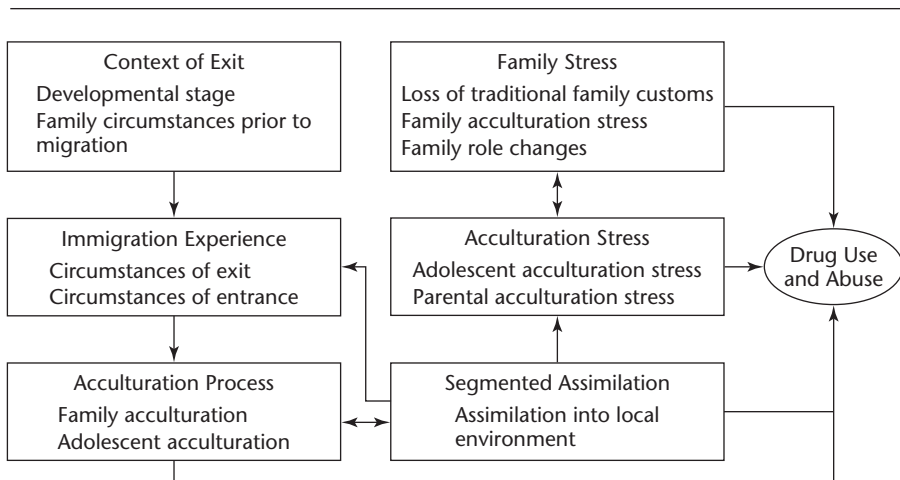 Context of Exit
Developmental stage
Family circumstances prior to
migration
Immigration Experience
Circumstances of exit
Circumstances of entrance
Acculturation Process
Family acculturation
Adolescent acculturation
Family Stress
Loss of traditional family customs
Family acculturation stress
Family role changes
Acculturation Stress
Adolescent acculturation stress
Parental acculturation stress
Segmented Assimilation
Assimilation into local
environment
Drug Use
and Abuse